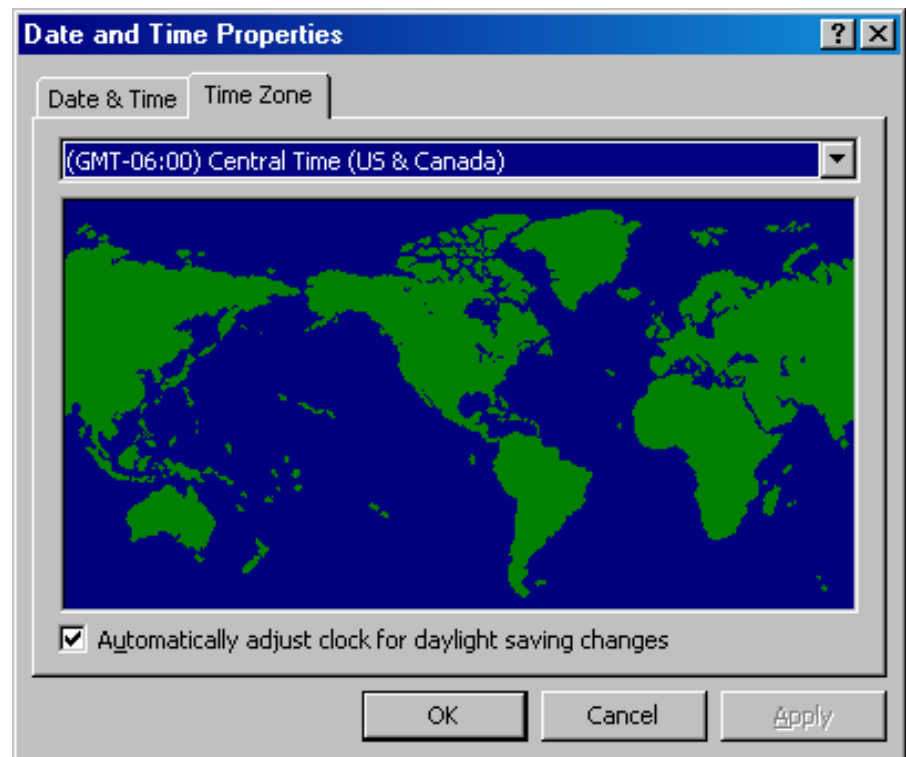 Date and Time Properties
Date & Time Time Zone
(GMT-06:00) Central Time (US & Canada)
Automatically adjust clock for daylight saving changes
OK Cancel Apply